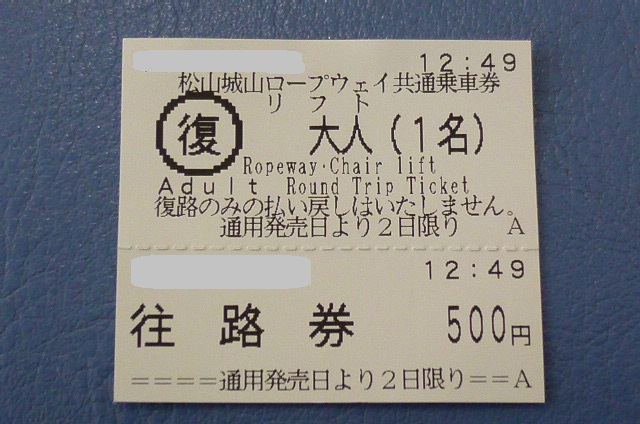 12:49
松山城山ロープウェイ共通乗車券
リフト
復 大人(1名)
Ropeway・Chair lift
Adult Round Trip Ticket
復路のみの払い戻しはいたしません。
通用発売日より2日限り A
12:49
往路券 500円
====通用発売日より2日限り==A